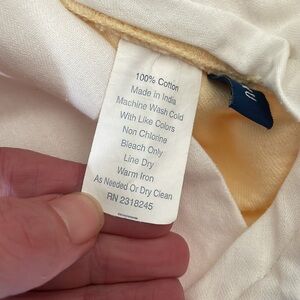 100% Cotton
Made In India
Machine Wash Cold
With Like Colors
Non Chlorine
Bleach Only
Line Dry
Warm Iron
As Needed Or Dry Clean
RN 2318245